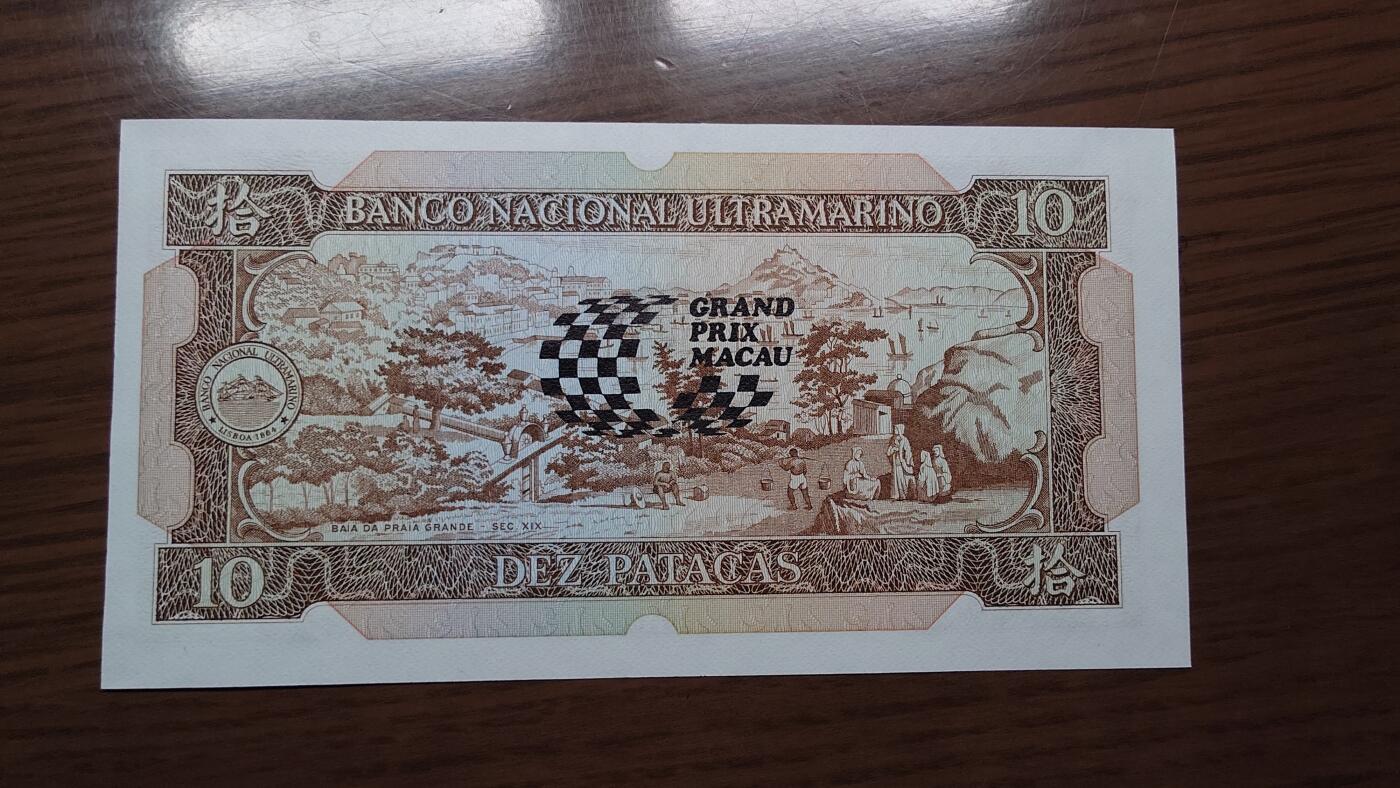 拾 BANCO NACIONAL ULTRAMARINO 10
GRAND
PRIX
MACAU
BANCO NACIONAL ULTRAMARINO
LISBOA 1864
BAIA DA PRAIA GRANDE - SEC. XIX
10 DEZ PATACAS 拾